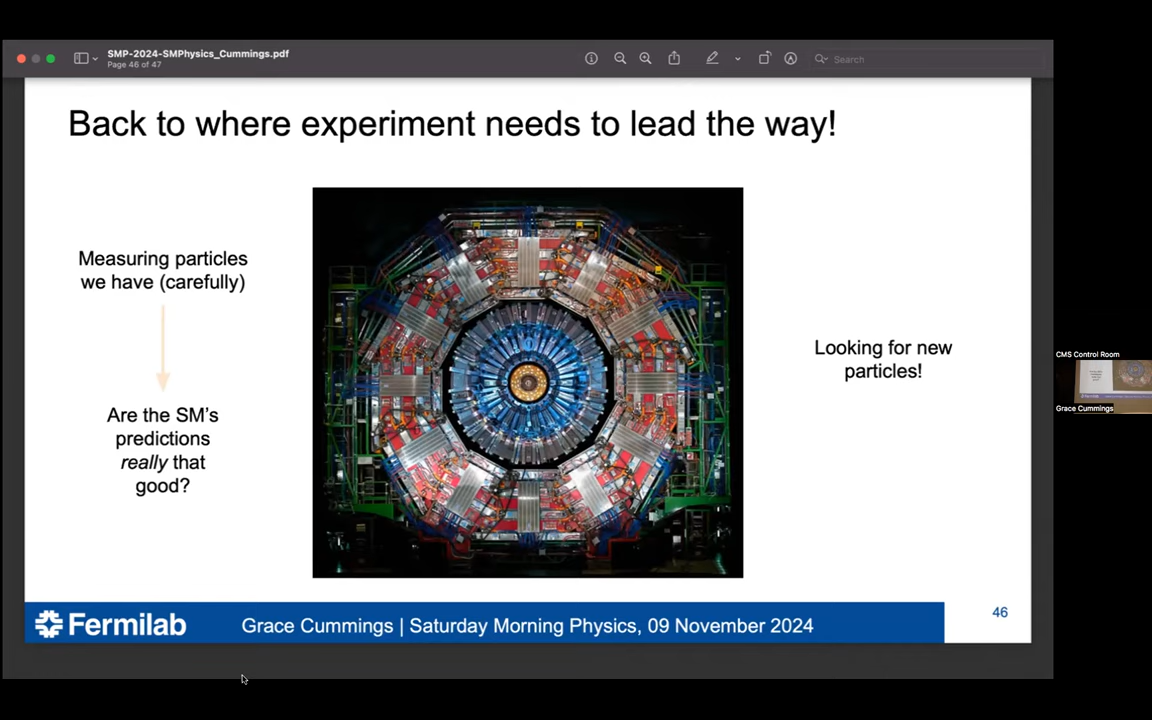 SMP-2024-SMPhysics_Cummings.pdf
Page 46 of 47
Search
Back to where experiment needs to lead the way!
Measuring particles
we have (carefully)
Are the SM's
predictions
really that
good?
Looking for new
particles!
CMS Control Room
Grace Cummings
Fermilab
Grace Cummings | Saturday Morning Physics, 09 November 2024
46